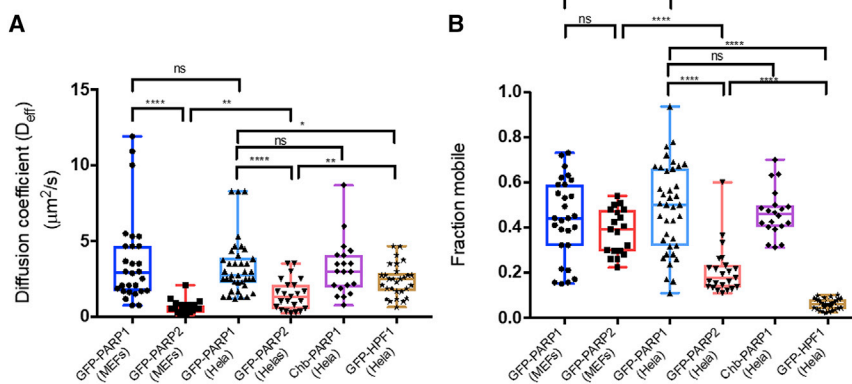 A
ns
****
**
*
ns
****
**
Diffusion coefficient (Deff)
(μm²/s)
15
10
5
0
GFP-PARP1
(MEFs)
GFP-PARP2
(MEFs)
GFP-PARP1
(Hela)
GFP-PARP2
(Helas)
Chb-PARP1
(Hela)
GFP-HPF1
(Hela)
B
ns
****
****
ns
****
****
Fraction mobile
1.0
0.8
0.6
0.4
0.2
0.0
GFP-PARP1
(MEFs)
GFP-PARP2
(MEFs)
GFP-PARP1
(Hela)
GFP-PARP2
(Hela)
Chb-PARP1
(Hela)
GFP-HPF1
(Hela)